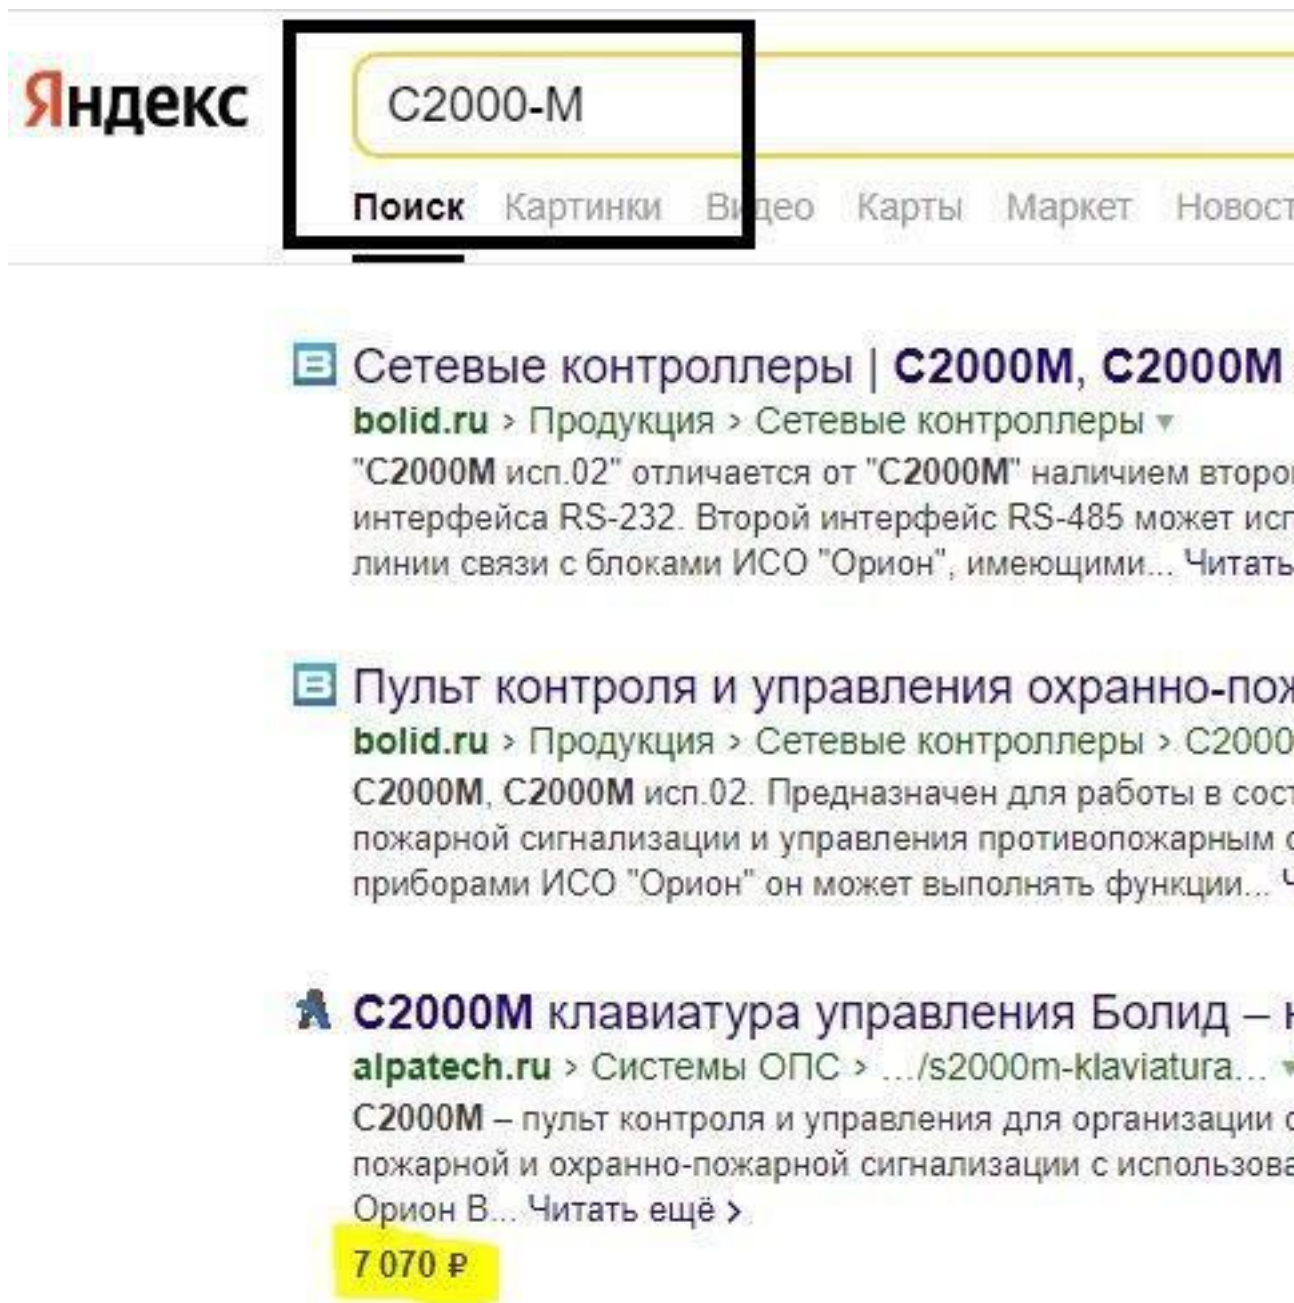 Яндекс
С2000-М
Поиск Картинки Видео Карты Маркет Новост
Сетевые контроллеры | С2000М, С2000М
bolid.ru › Продукция › Сетевые контроллеры
"С2000М исп.02" отличается от "С2000М" наличием второ
интерфейса RS-232. Второй интерфейс RS-485 может исп
линии связи с блоками ИСО "Орион", имеющими... Читать
Пульт контроля и управления охранно-пож
bolid.ru › Продукция › Сетевые контроллеры › С2000
С2000М, С2000М исп.02. Предназначен для работы в сост
пожарной сигнализации и управления противопожарным
приборами ИСО "Орион" он может выполнять функции...
С2000М клавиатура управления Болид –
alpatech.ru › Системы ОПС › .../s2000m-klaviatura...
С2000М – пульт контроля и управления для организации
пожарной и охранно-пожарной сигнализации с использова
Орион В... Читать ещё ›
7 070 ₽